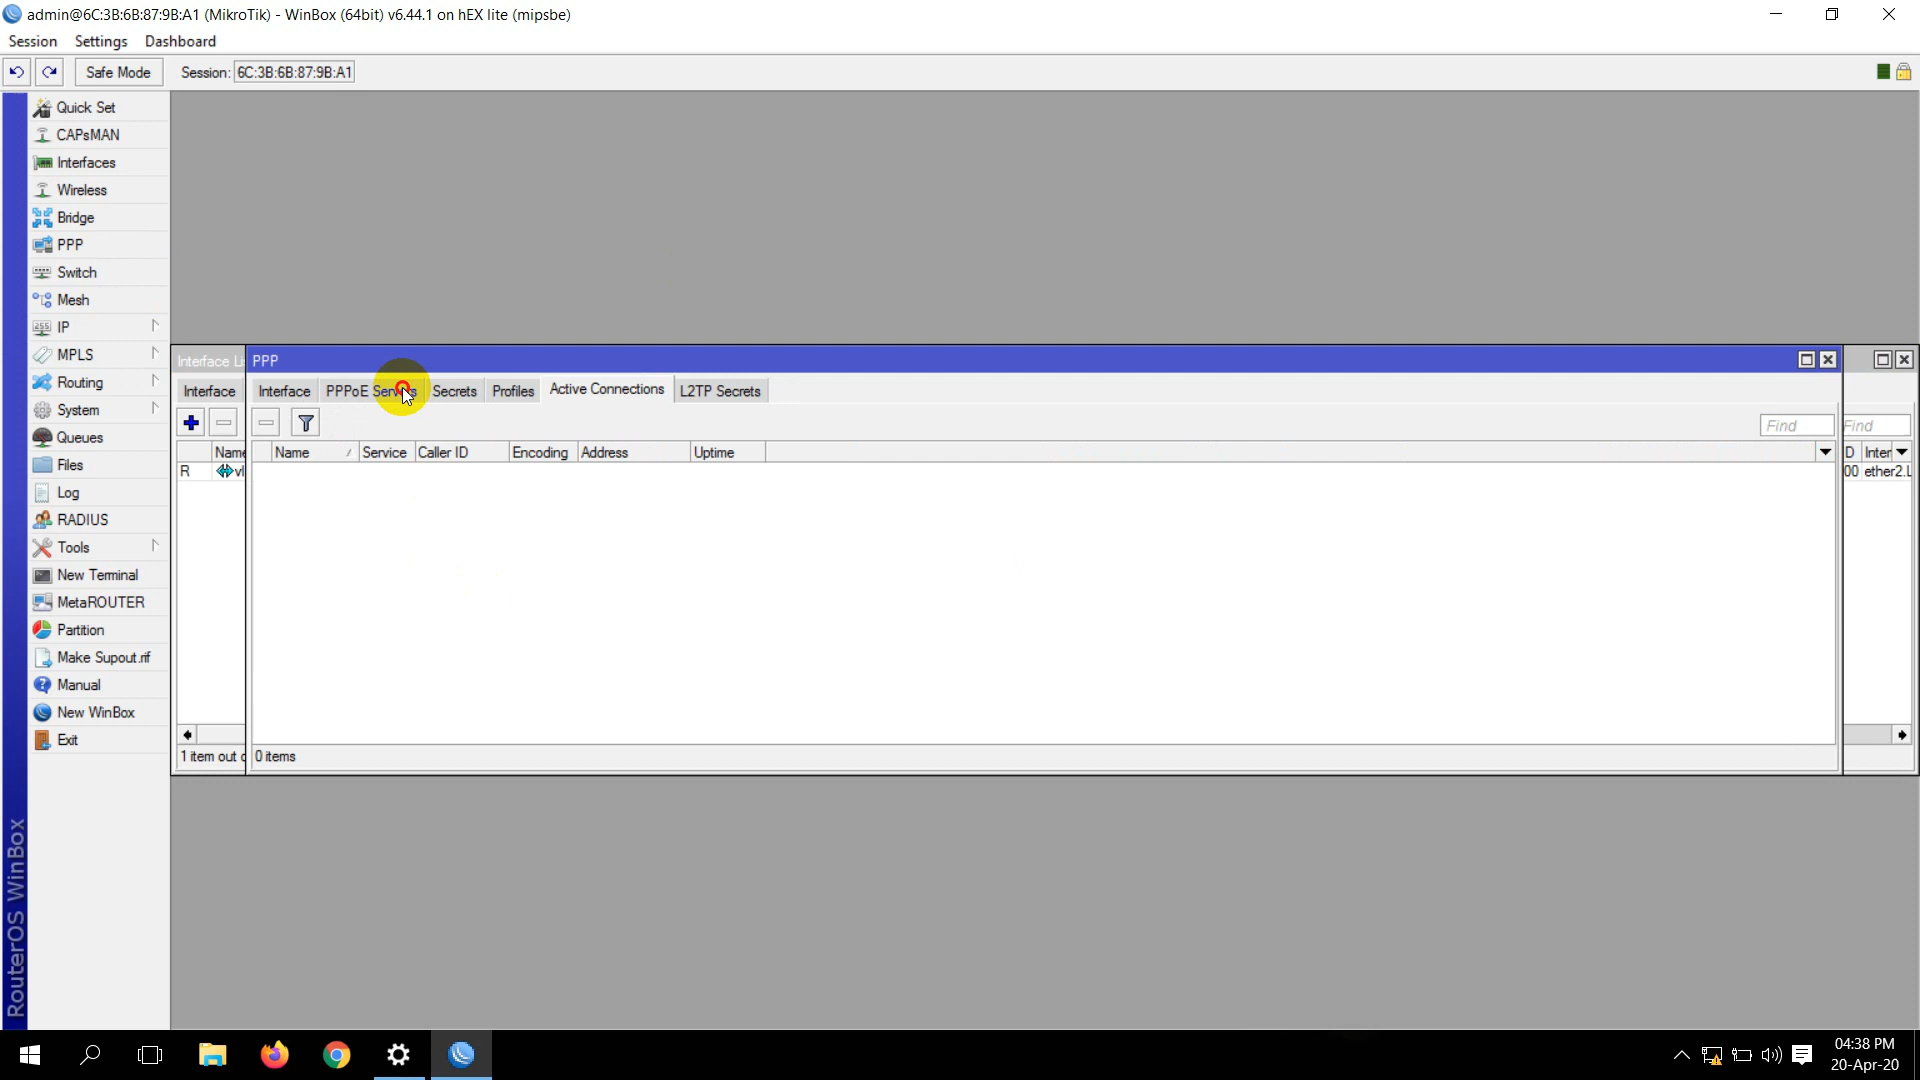 admin@6C:3B:6B:87:9B:A1 (MikroTik) - WinBox (64bit) v6.44.1 on hEX lite (mipsbe)
Session Settings Dashboard
Safe Mode Session: 6C:3B:6B:87:9B:A1
Quick Set
CAPsMAN
Interfaces
Wireless
Bridge
PPP
Switch
Mesh
IP
MPLS
Routing
System
Queues
Files
Log
RADIUS
Tools
New Terminal
MetaROUTER
Partition
Make Supout.rif
Manual
New WinBox
Exit
RouterOS WinBox
Interface Li
Interface
Name
R vl
1 item out o
PPP
Interface PPPoE Servers Secrets Profiles Active Connections L2TP Secrets
Find
Name Service Caller ID Encoding Address Uptime
0 items
Find
D Inter
00 ether2.L
04:38 PM
20-Apr-20